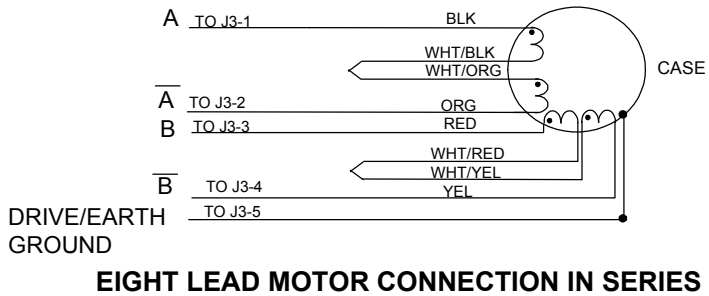 A TO J3-1 BLK
WHT/BLK
WHT/ORG
CASE
A̅ TO J3-2 ORG
B TO J3-3 RED
WHT/RED
WHT/YEL
B̅ TO J3-4 YEL
DRIVE/EARTH TO J3-5
GROUND
EIGHT LEAD MOTOR CONNECTION IN SERIES